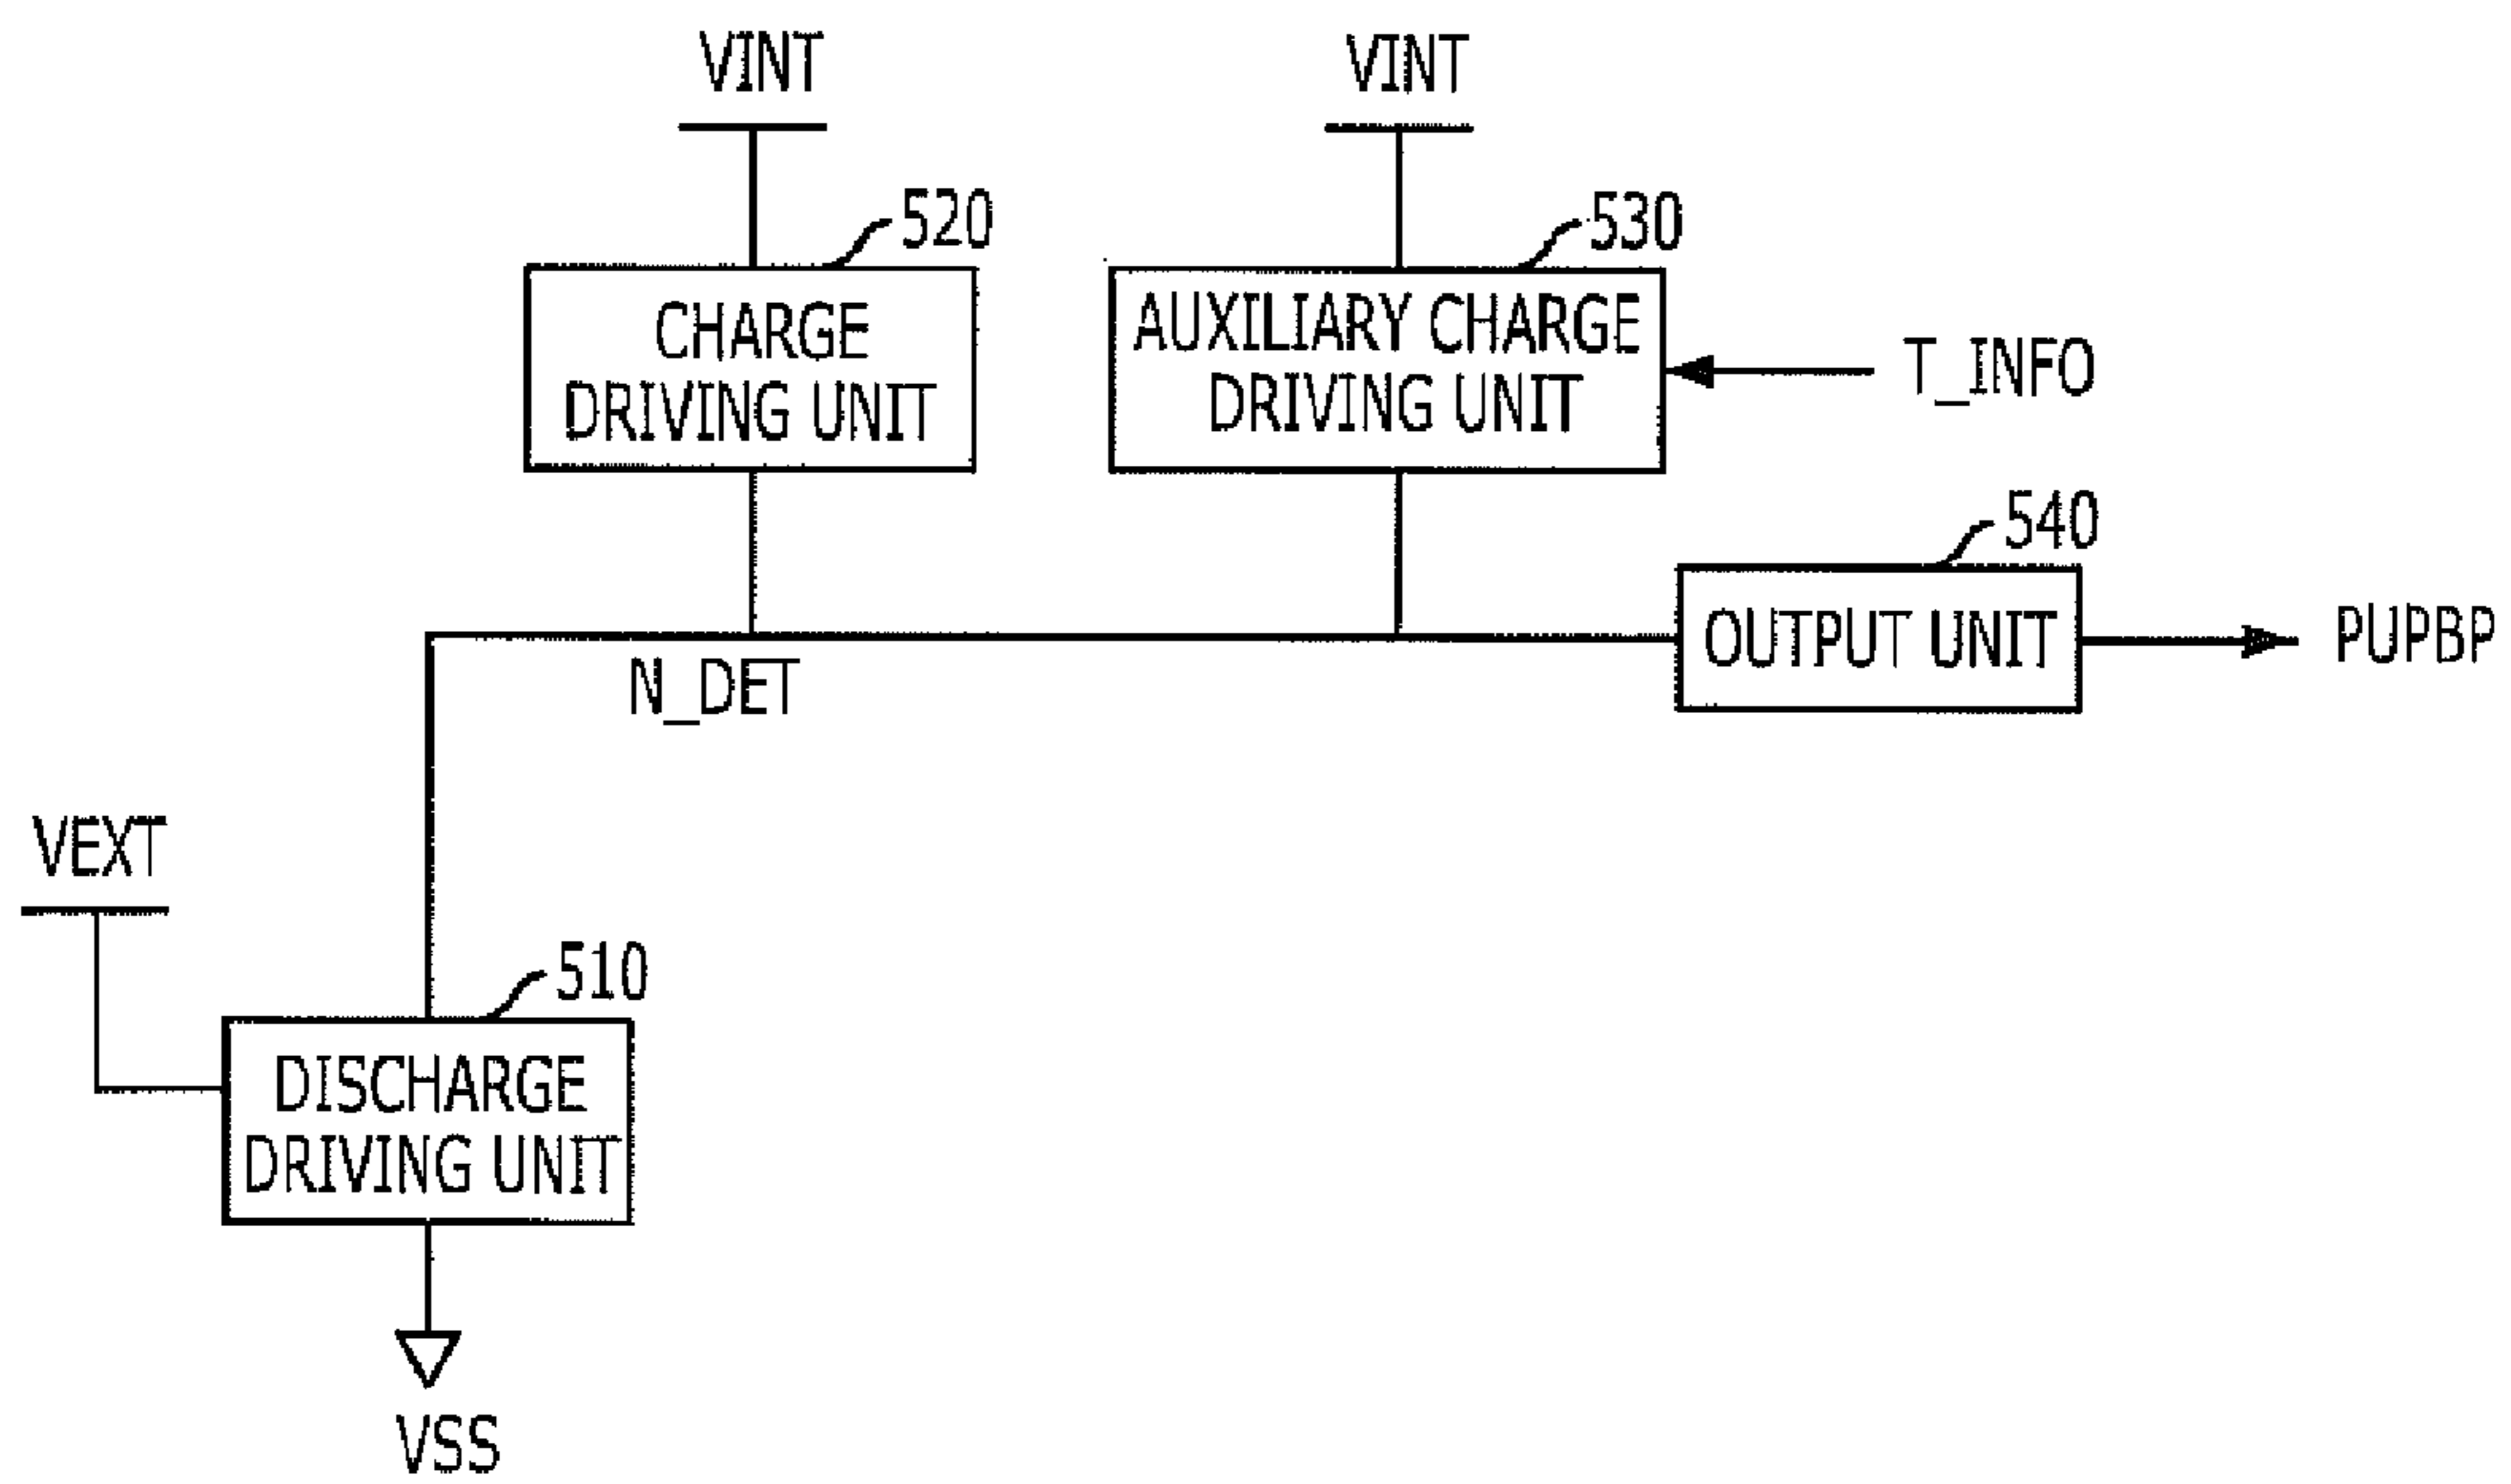 VINT
VINT
520
530
CHARGE
DRIVING UNIT
AUXILIARY CHARGE
DRIVING UNIT
T_INFO
540
OUTPUT UNIT
PUPBP
N_DET
VEXT
510
DISCHARGE
DRIVING UNIT
VSS